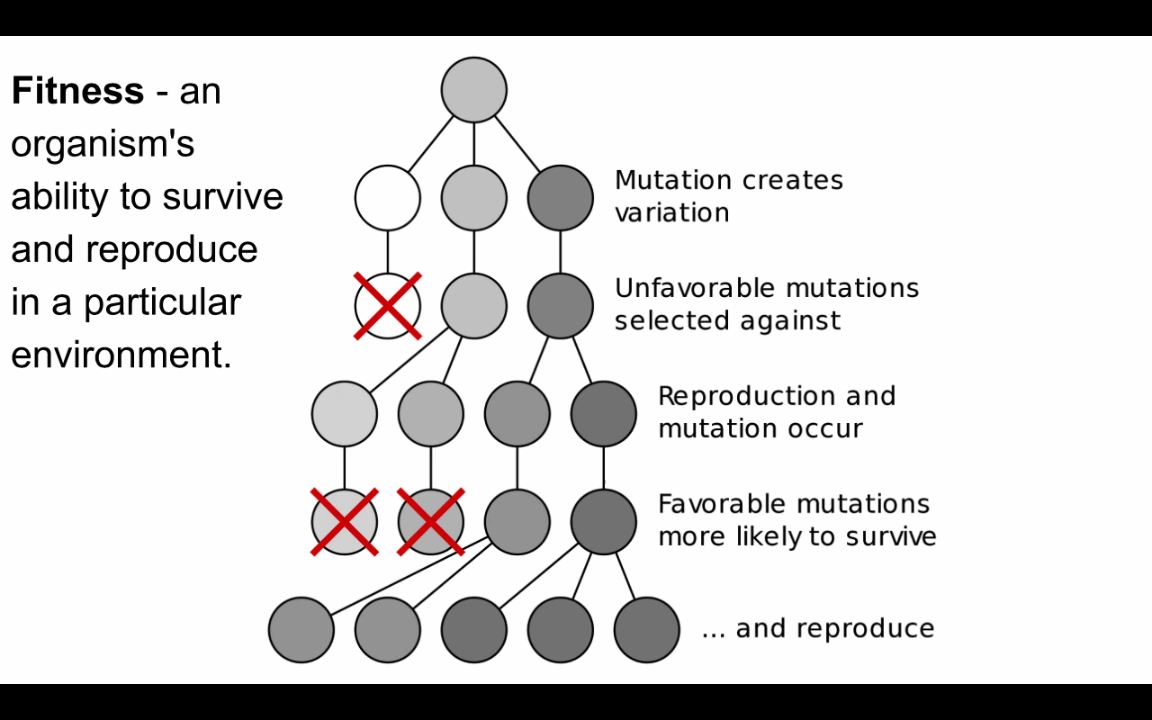 Fitness - an
organism's
ability to survive
and reproduce
in a particular
environment.
Mutation creates
variation
Unfavorable mutations
selected against
Reproduction and
mutation occur
Favorable mutations
more likely to survive
... and reproduce